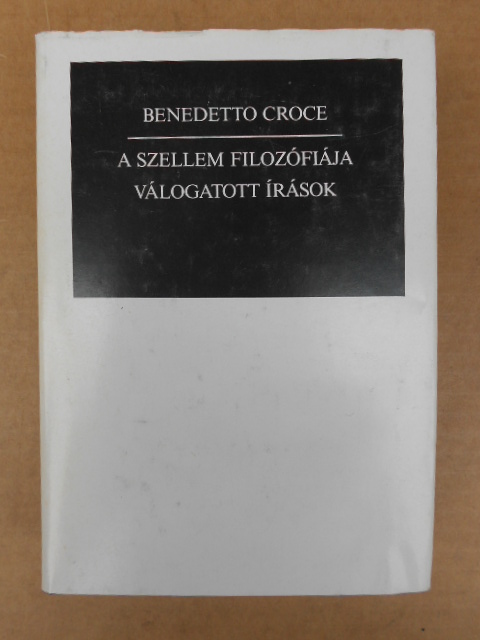 BENEDETTO CROCE
A SZELLEM FILOZÓFIÁJA
VÁLOGATOTT ÍRÁSOK